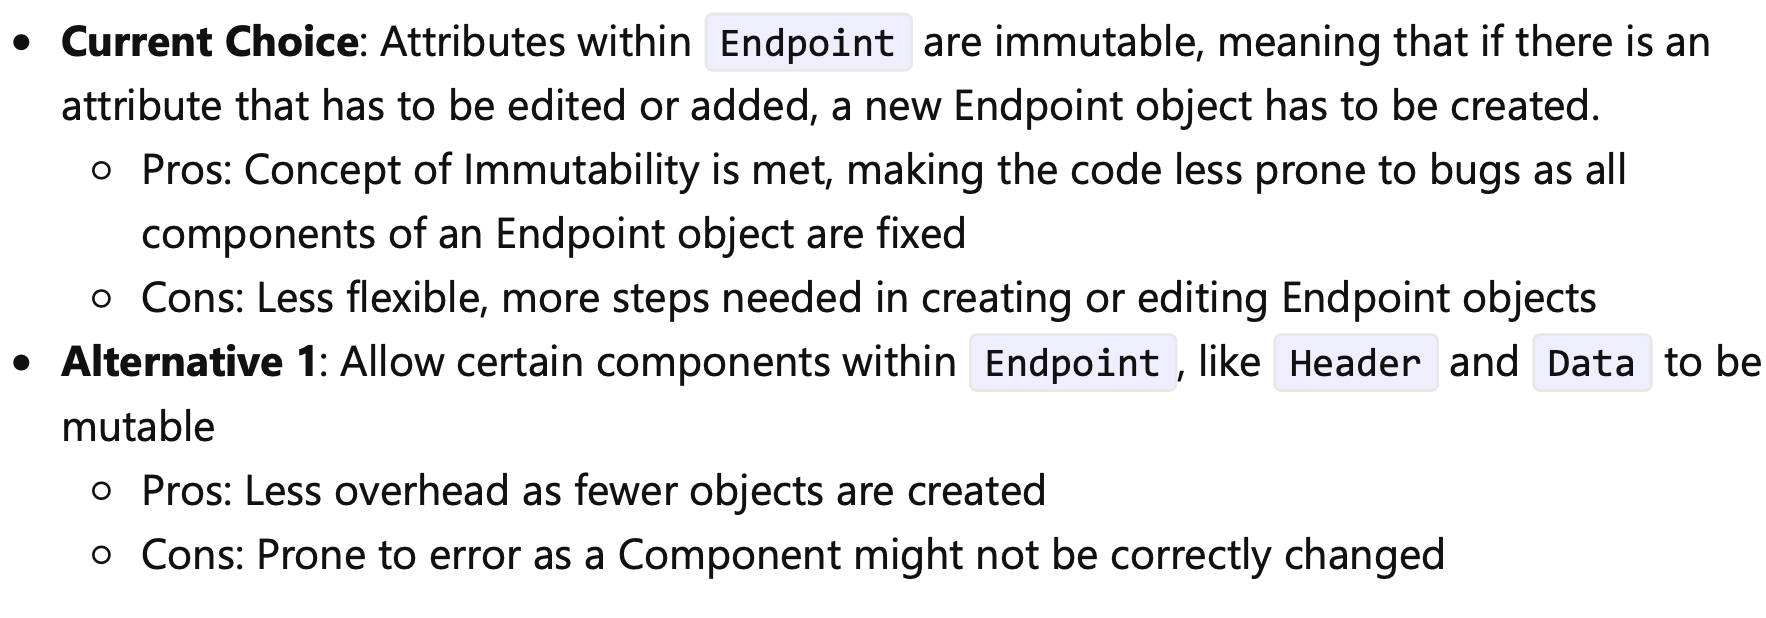 • Current Choice: Attributes within Endpoint are immutable, meaning that if there is an
attribute that has to be edited or added, a new Endpoint object has to be created.
○ Pros: Concept of Immutability is met, making the code less prone to bugs as all
components of an Endpoint object are fixed
○ Cons: Less flexible, more steps needed in creating or editing Endpoint objects
• Alternative 1: Allow certain components within Endpoint, like Header and Data to be
mutable
○ Pros: Less overhead as fewer objects are created
○ Cons: Prone to error as a Component might not be correctly changed